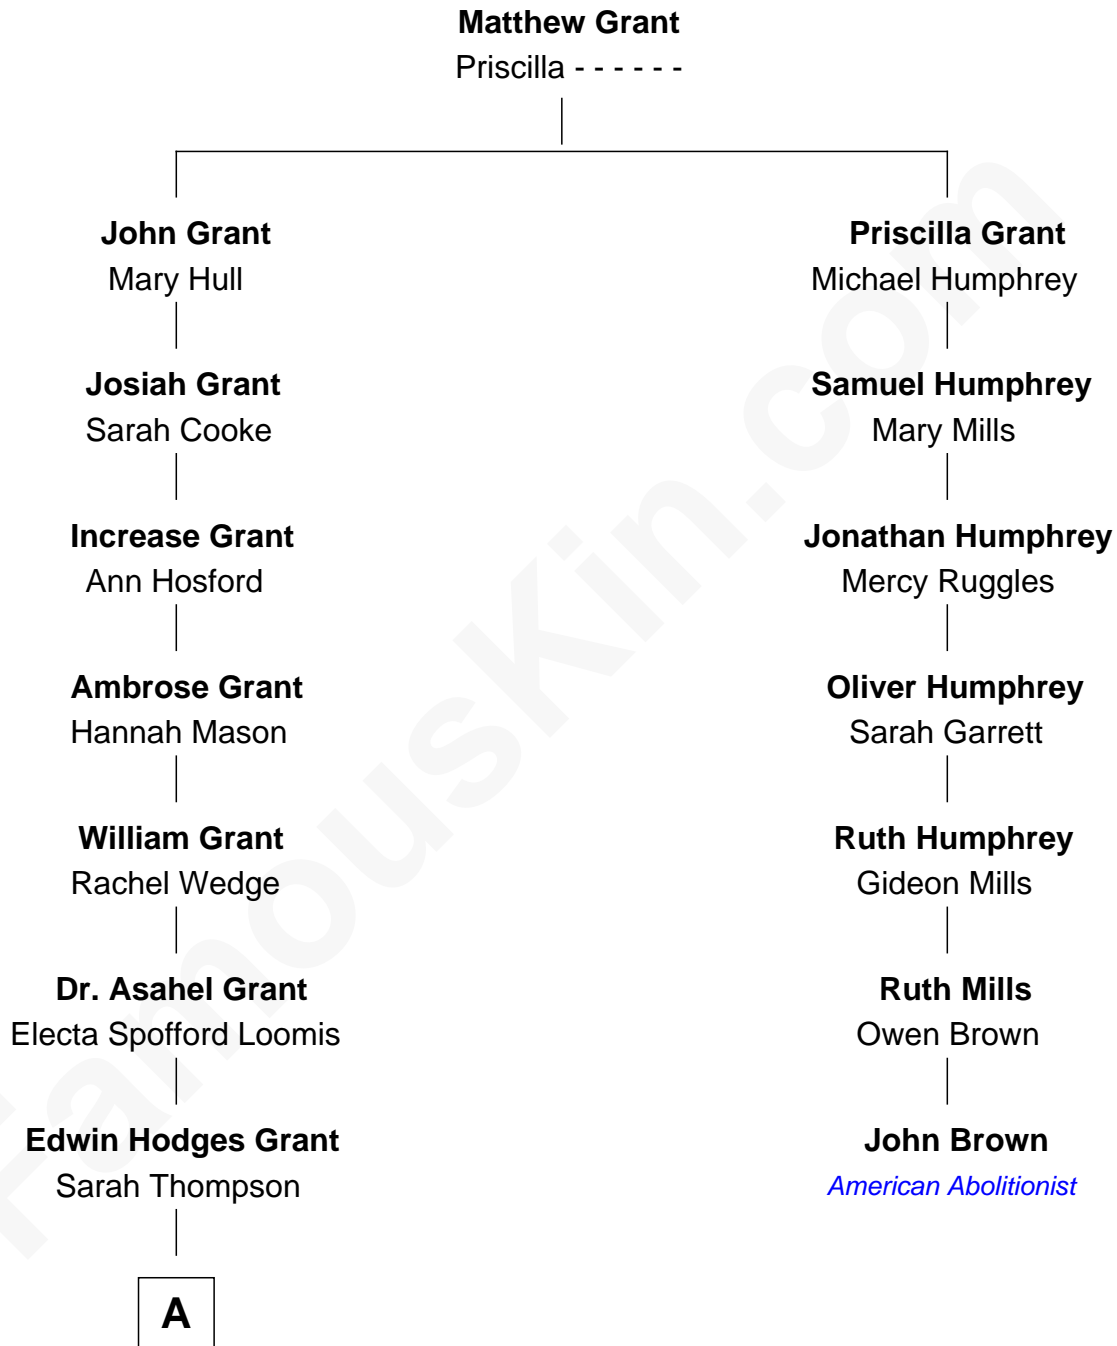 Matthew Grant
Priscilla - - - - - -
John Grant
Mary Hull
Priscilla Grant
Michael Humphrey
Josiah Grant
Sarah Cooke
Samuel Humphrey
Mary Mills
Increase Grant
Ann Hosford
Jonathan Humphrey
Mercy Ruggles
Ambrose Grant
Hannah Mason
Oliver Humphrey
Sarah Garrett
William Grant
Rachel Wedge
Ruth Humphrey
Gideon Mills
Dr. Asahel Grant
Electa Spofford Loomis
Ruth Mills
Owen Brown
Edwin Hodges Grant
Sarah Thompson
John Brown
American Abolitionist
A
FamousKin.com